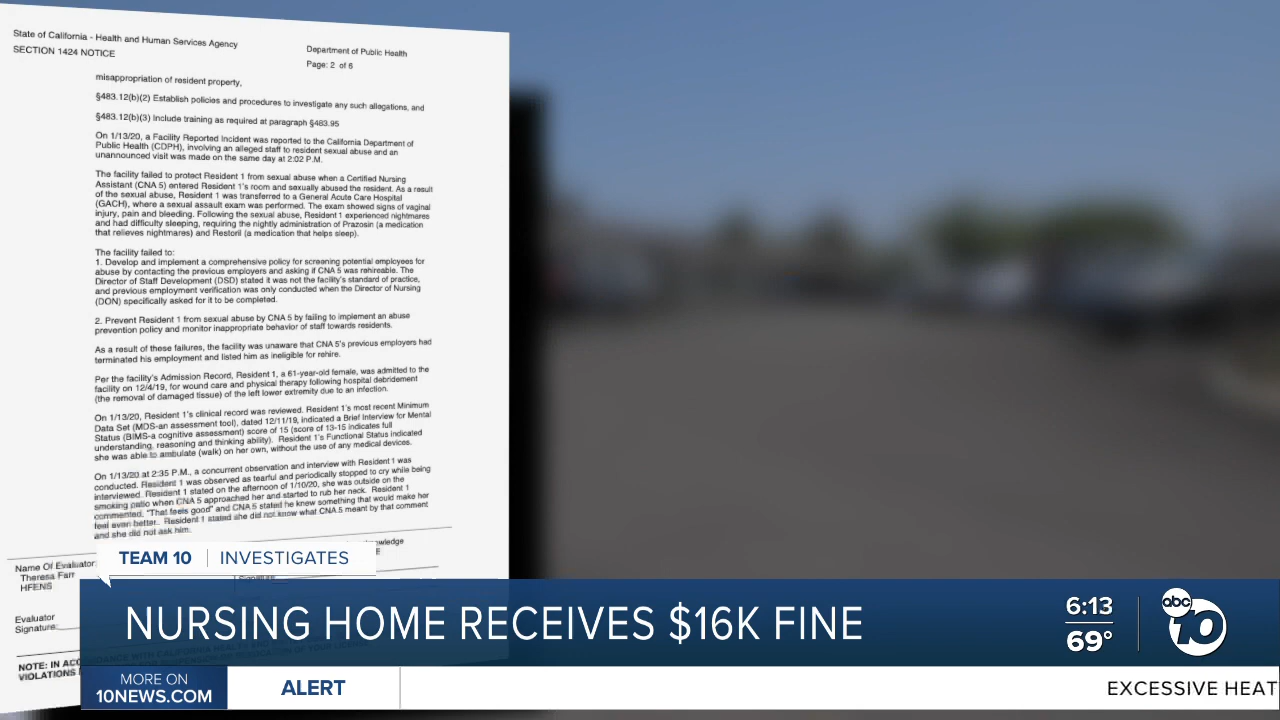 State of California - Health and Human Services Agency
SECTION 1424 NOTICE
Department of Public Health
Page: 2 of 6
misappropriation of resident property,
§483.12(b)(2) Establish policies and procedures to investigate any such allegations, and
§483.12(b)(3) Include training as required at paragraph §483.95
On 1/13/20, a Facility Reported Incident was reported to the California Department of
Public Health (CDPH), involving an alleged staff to resident sexual abuse and an
unannounced visit was made on the same day at 2:02 P.M.
The facility failed to protect Resident 1 from sexual abuse when a Certified Nursing
Assistant (CNA 5) entered Resident 1's room and sexually abused the resident. As a result
of the sexual abuse, Resident 1 was transferred to a General Acute Care Hospital
(GACH), where a sexual assault exam was performed. The exam showed signs of vaginal
injury, pain and bleeding. Following the sexual abuse, Resident 1 experienced nightmares
and had difficulty sleeping, requiring the nightly administration of Prazosin (a medication
that relieves nightmares) and Restoril (a medication that helps sleep).
The facility failed to:
1. Develop and implement a comprehensive policy for screening potential employees for
abuse by contacting the previous employers and asking if CNA 5 was rehireable. The
Director of Staff Development (DSD) stated it was not the facility's standard of practice,
and previous employment verification was only conducted when the Director of Nursing
(DON) specifically asked for it to be completed.
2. Prevent Resident 1 from sexual abuse by CNA 5 by failing to implement an abuse
prevention policy and monitor inappropriate behavior of staff towards residents.
As a result of these failures, the facility was unaware that CNA 5's previous employers had
terminated his employment and listed him as ineligible for rehire.
Per the facility's Admission Record, Resident 1, a 61-year-old female, was admitted to the
facility on 12/4/19, for wound care and physical therapy following hospital debridement
(the removal of damaged tissue) of the left lower extremity due to an infection.
On 1/13/20, Resident 1's clinical record was reviewed. Resident 1's most recent Minimum
Data Set (MDS-an assessment tool), dated 12/11/19, indicated a Brief Interview for Mental
Status (BIMS-a cognitive assessment) score of 15 (score of 13-15 indicates full
understanding, reasoning and thinking ability). Resident 1's Functional Status indicated
she was able to ambulate (walk) on her own, without the use of any medical devices.
On 1/13/20 at 2:35 P.M., a concurrent observation and interview with Resident 1 was
conducted. Resident 1 was observed as tearful and periodically stopped to cry while being
interviewed. Resident 1 stated on the afternoon of 1/10/20, she was outside on the
smoking patio when CNA 5 approached her and started to rub her neck. Resident 1
commented, "That feels good" and CNA 5 stated he knew something that would make her
feel even better. Resident 1 stated she did not know what CNA 5 meant by that comment
and she did not ask him.
Name Of Evaluator:
Theresa
HFENS
Signature:
Evaluator
Signature:
NOTE: IN ACCORDANCE WITH CALIFORNIA HEALTH
VIOLATIONS
TEAM 10 | INVESTIGATES
NURSING HOME RECEIVES $16K FINE
6:13
69°
abc 10
MORE ON
10NEWS.COM
ALERT
EXCESSIVE HEAT